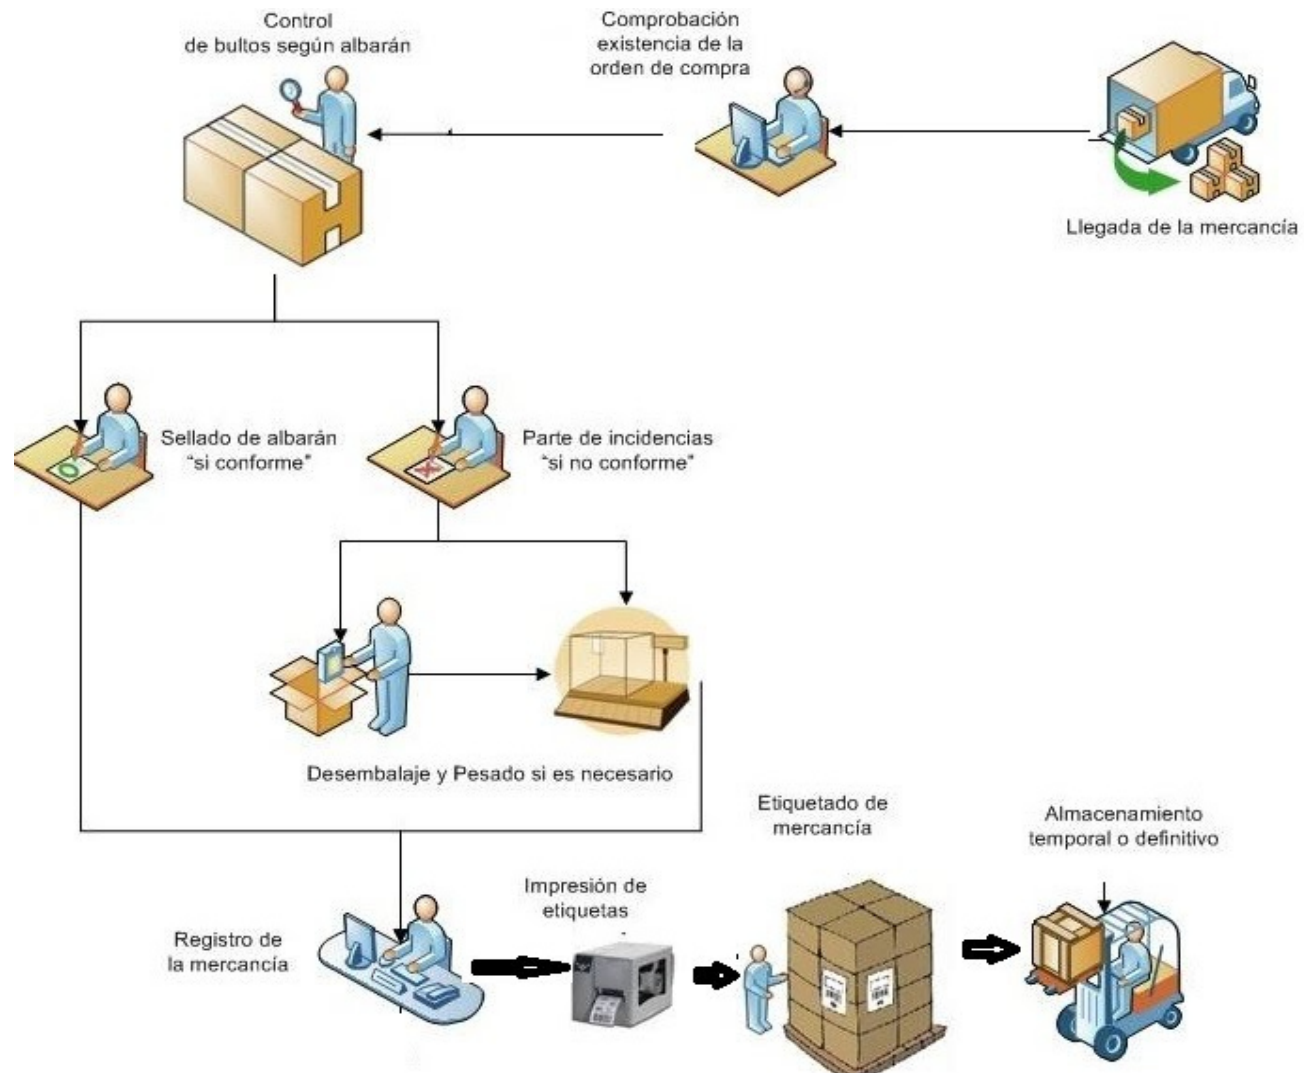 Control
de bultos según albarán
Comprobación
existencia de la
orden de compra
Llegada de la mercancía
Sellado de albarán
“si conforme”
Parte de incidencias
“si no conforme”
Desembalaje y Pesado si es necesario
Etiquetado de
mercancía
Almacenamiento
temporal o definitivo
Impresión de
etiquetas
Registro de
la mercancía